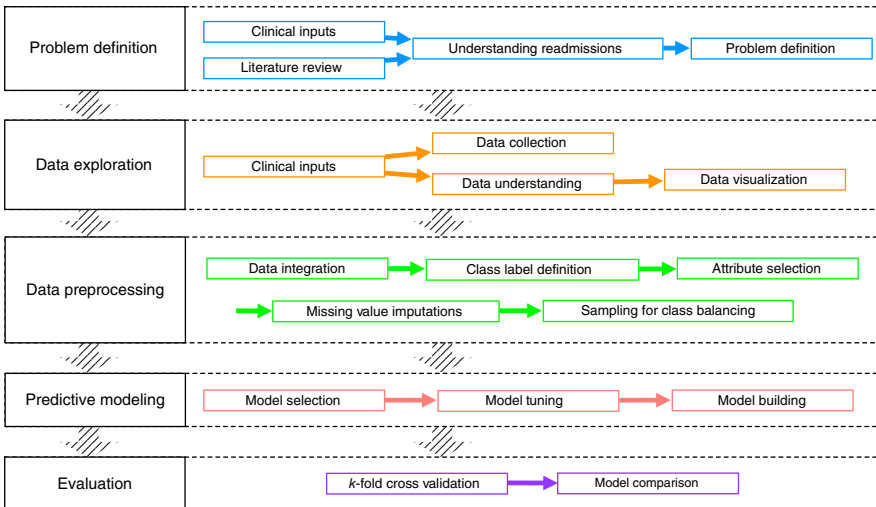 Problem definition
Clinical inputs
Literature review
Understanding readmissions
Problem definition
Data exploration
Clinical inputs
Data collection
Data understanding
Data visualization
Data preprocessing
Data integration
Class label definition
Attribute selection
Missing value imputations
Sampling for class balancing
Predictive modeling
Model selection
Model tuning
Model building
Evaluation
k-fold cross validation
Model comparison